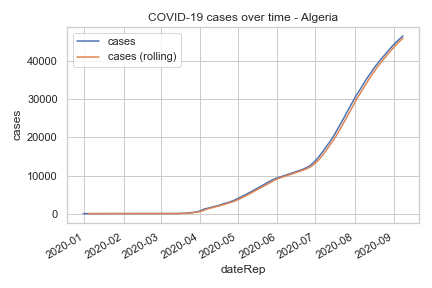 COVID-19 cases over time - Algeria
cases
cases (rolling)
40000
30000
20000
10000
0
cases
2020-01
2020-02
2020-03
2020-04
2020-05
2020-06
2020-07
2020-08
2020-09
dateRep